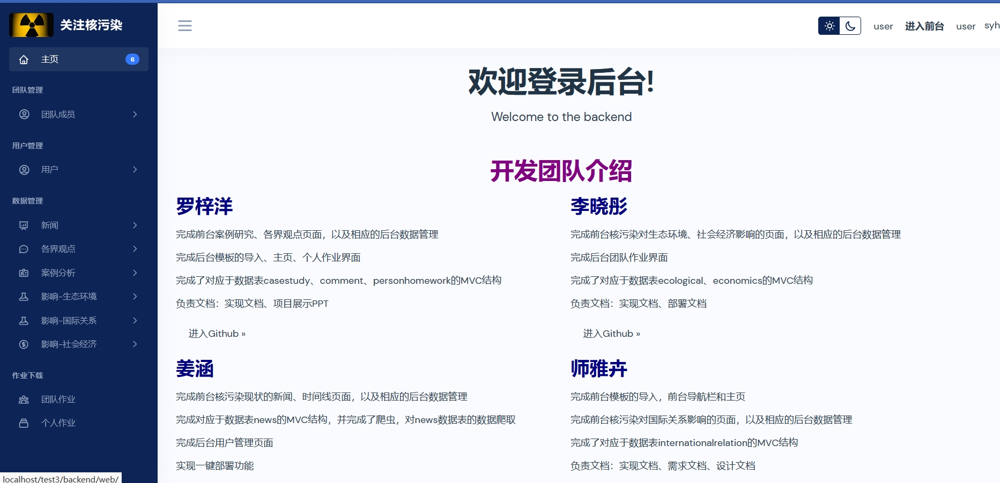 关注核污染
主页 6
团队管理
团队成员
用户管理
用户
数据管理
新闻
各界观点
案例分析
影响-生态环境
影响-国际关系
影响-社会经济
作业下载
团队作业
个人作业
localhost/test3/backend/web/
user 进入前台 user syh
欢迎登录后台!
Welcome to the backend
开发团队介绍
罗梓洋
完成前台案例研究、各界观点页面，以及相应的后台数据管理
完成后台模板的导入、主页、个人作业界面
完成了对应于数据表casestudy、comment、personhomework的MVC结构
负责文档：实现文档、项目展示PPT
进入Github »
李晓彤
完成前台核污染对生态环境、社会经济影响的页面，以及相应的后台数据管理
完成后台团队作业界面
完成了对应于数据表ecological、economics的MVC结构
负责文档：实现文档、部署文档
进入Github »
姜涵
完成前台核污染现状的新闻、时间线页面，以及相应的后台数据管理
完成对应于数据表news的MVC结构，并完成了爬虫，对news数据表的数据爬取
完成后台用户管理页面
实现一键部署功能
师雅卉
完成前台模板的导入，前台导航栏和主页
完成前台核污染对国际关系影响的页面，以及相应的后台数据管理
完成了对应于数据表internationalrelation的MVC结构
负责文档：实现文档、需求文档、设计文档